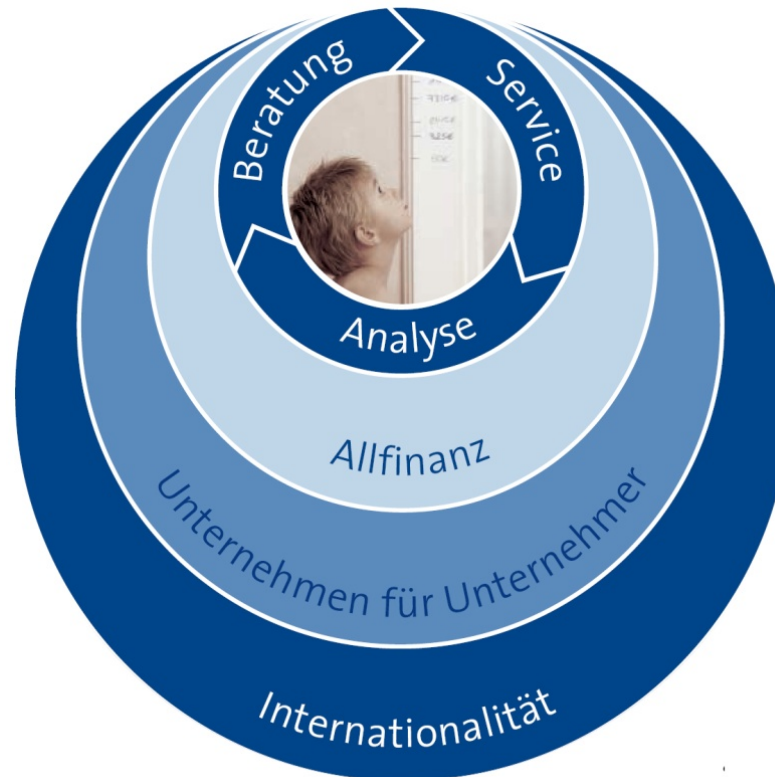 Beratung
Service
Analyse
Allfinanz
Unternehmen für Unternehmer
Internationalität